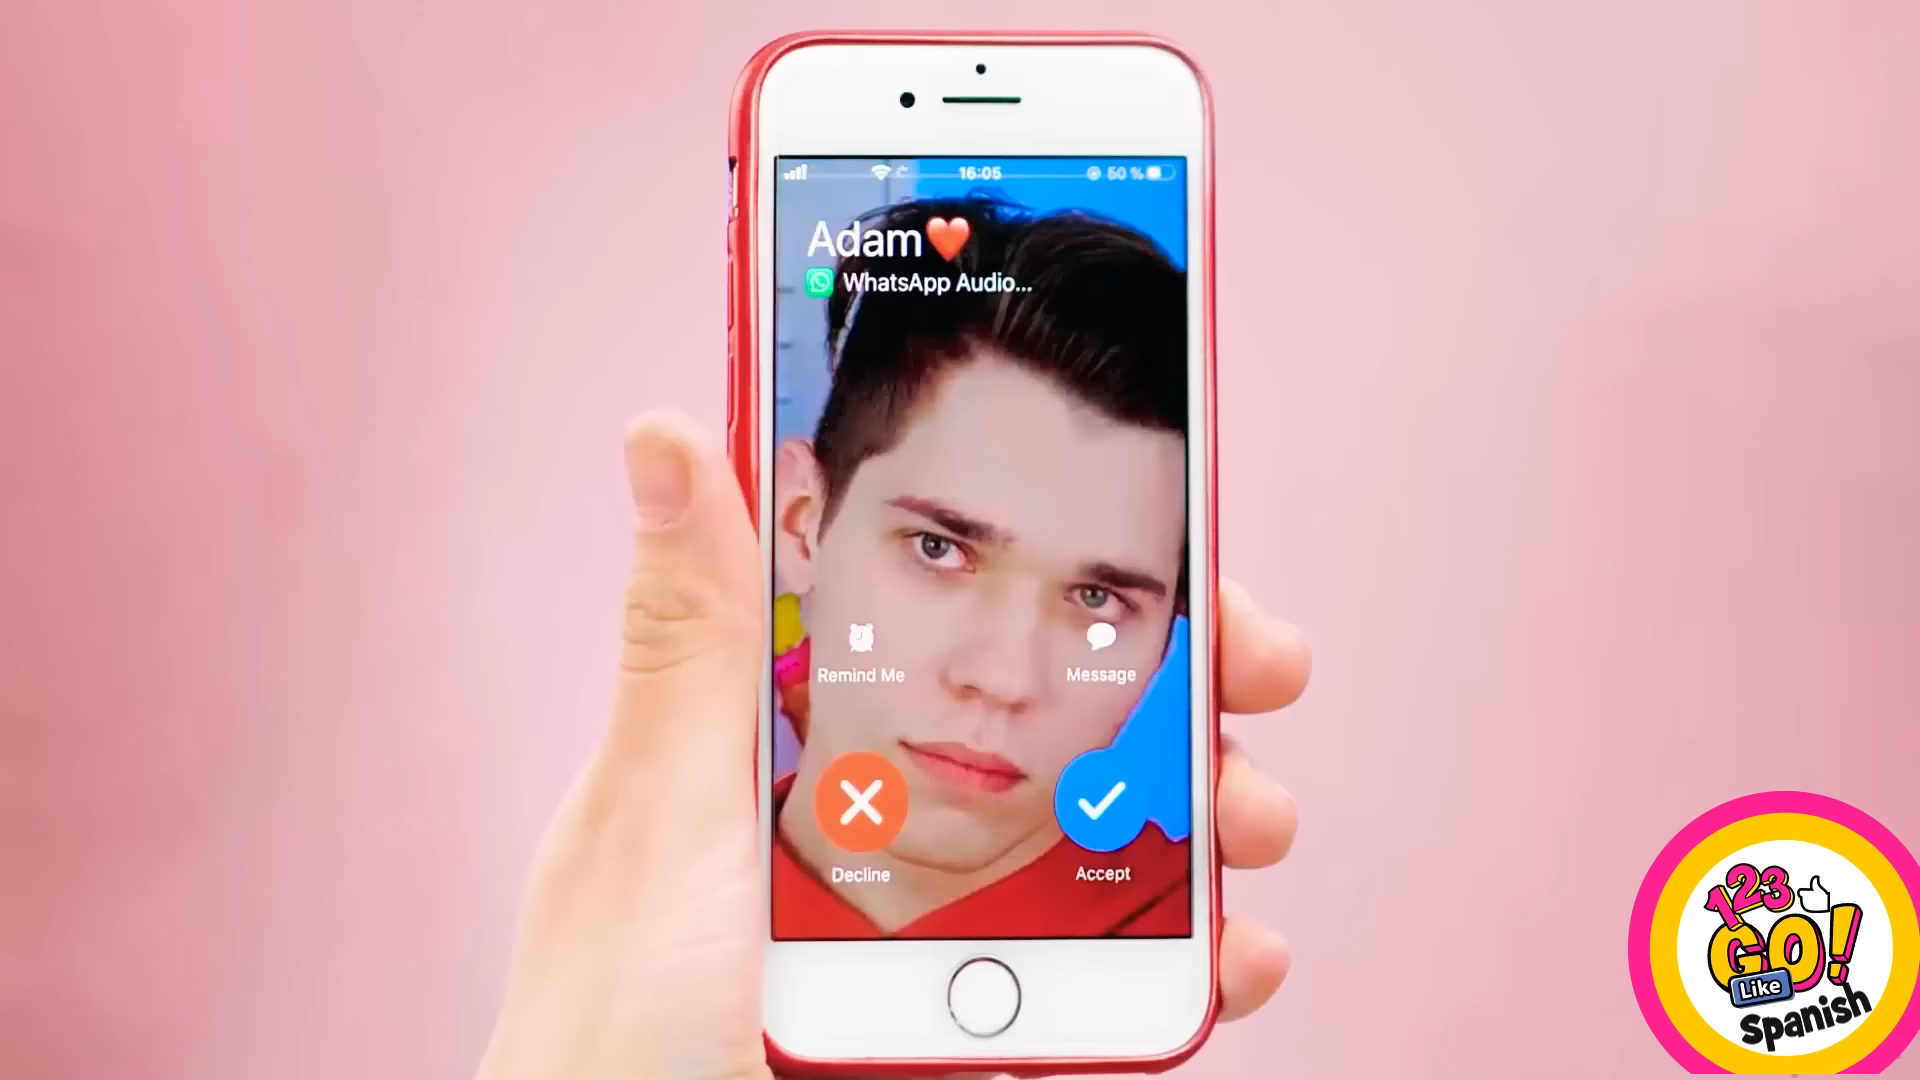 16:05
50 %
Adam❤️
WhatsApp Audio...
Remind Me
Message
Decline
Accept
123
GO!
Like
Spanish